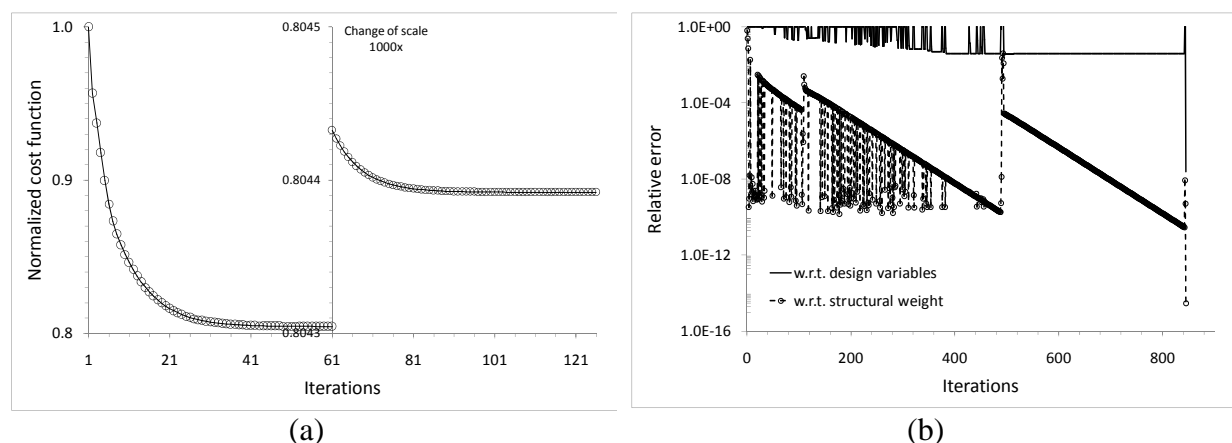 1.0
0.9
0.8
Normalized cost function
0.8045
0.8044
0.8043
Change of scale
1000x
1
21
41
61
81
101
121
Iterations
(a)
1.0E+00
1.0E-04
1.0E-08
1.0E-12
1.0E-16
Relative error
w.r.t. design variables
w.r.t. structural weight
0
200
400
600
800
Iterations
(b)